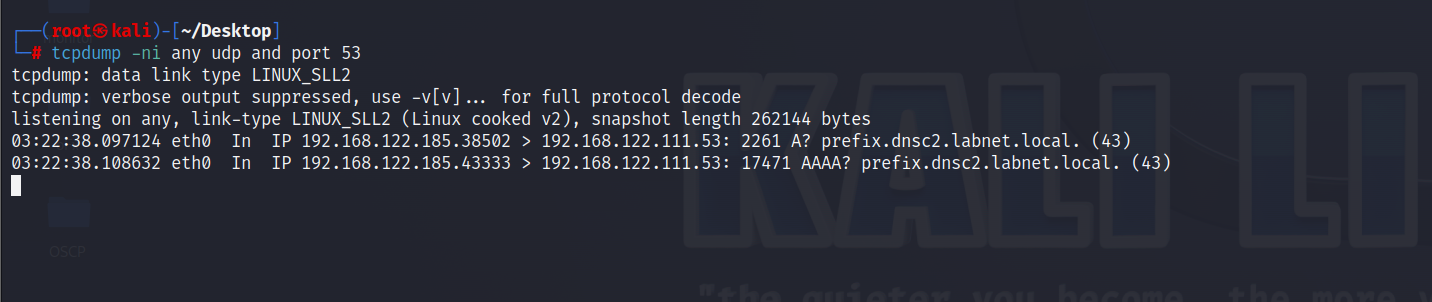 ┌──(root㉿kali)-[~/Desktop]
└─# tcpdump -ni any udp and port 53
tcpdump: data link type LINUX_SLL2
tcpdump: verbose output suppressed, use -v[v]... for full protocol decode
listening on any, link-type LINUX_SLL2 (Linux cooked v2), snapshot length 262144 bytes
03:22:38.097124 eth0  In  IP 192.168.122.185.38502 > 192.168.122.111.53: 2261 A? prefix.dnsc2.labnet.local. (43)
03:22:38.108632 eth0  In  IP 192.168.122.185.43333 > 192.168.122.111.53: 17471 AAAA? prefix.dnsc2.labnet.local. (43)
KALI LI
OSCP
"the quieter you become, the more y